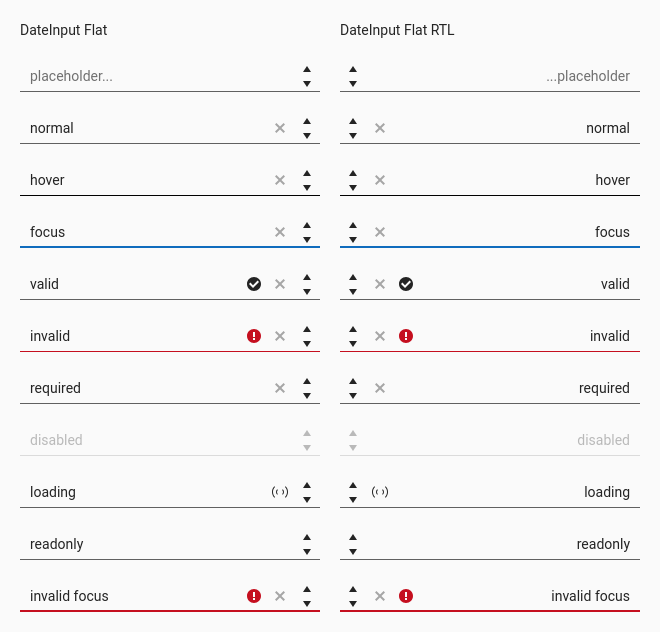 DateInput Flat
DateInput Flat RTL
placeholder...
...placeholder
normal
normal
hover
hover
focus
focus
valid
valid
invalid
invalid
required
required
disabled
disabled
loading
loading
readonly
readonly
invalid focus
invalid focus